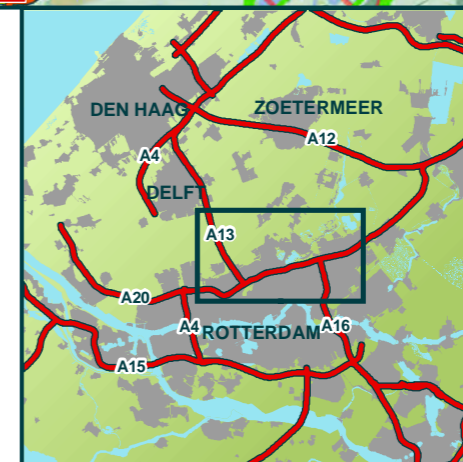 DEN HAAG
ZOETERMEER
A12
A4
DELFT
A13
A20
A4
ROTTERDAM
A16
A15